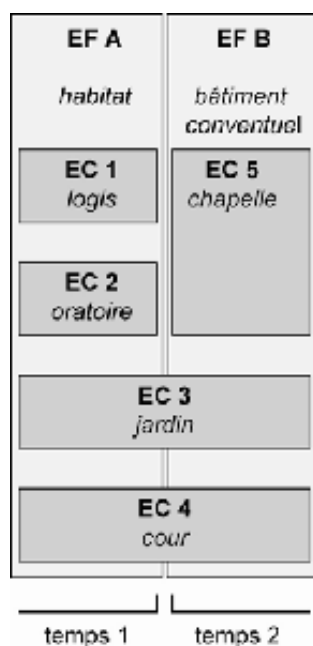 EF A
habitat
EF B
bâtiment
conventuel
EC 1
logis
EC 5
chapelle
EC 2
oratoire
EC 3
jardin
EC 4
cour
temps 1
temps 2